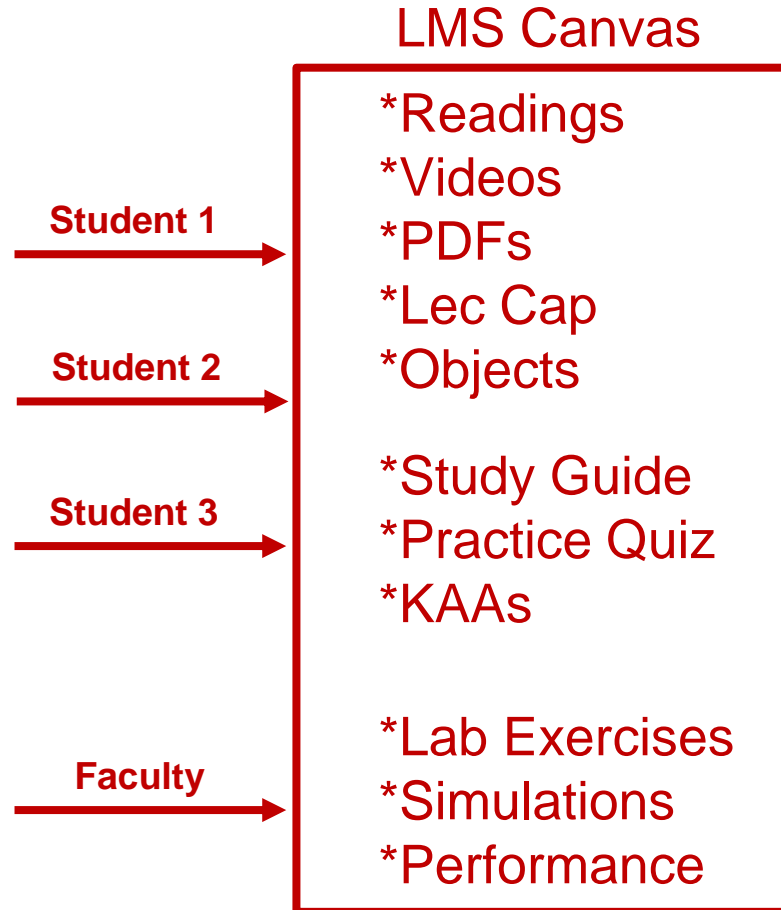 LMS Canvas
*Readings
*Videos
Student 1
*PDFs
*Lec Cap
Student 2
*Objects
*Study Guide
Student 3
*Practice Quiz
*KAAs
*Lab Exercises
Faculty
*Simulations
*Performance